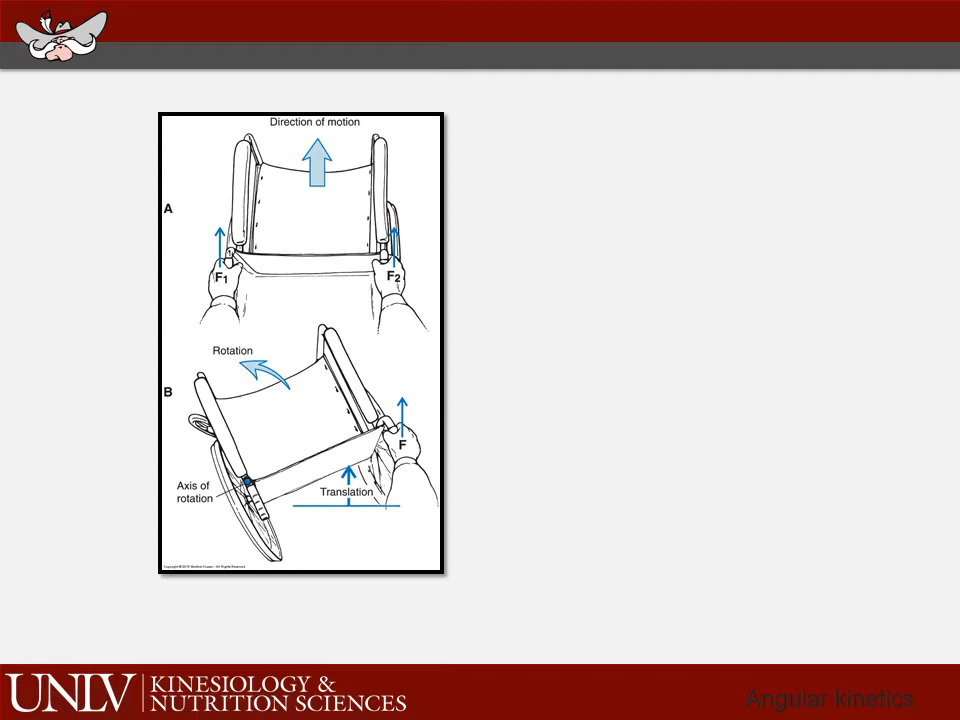 Direction of motion
A
F1
F2
Rotation
B
F
Axis of
rotation
Translation
UNLV
KINESIOLOGY &
NUTRITION SCIENCES
Angular kinetics